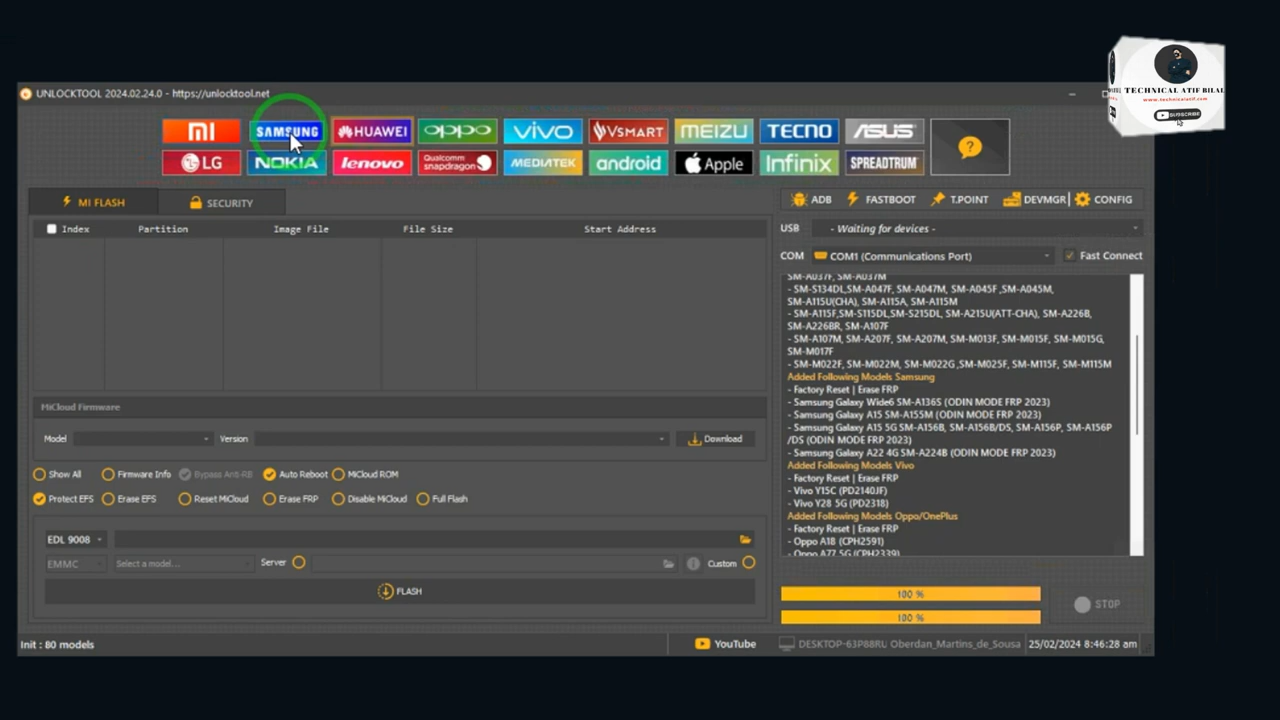 UNLOCKTOOL 2024.02.24.0 - https://unlocktool.net
TECHNICAL ATIF BILAL
www.technicalatif.com
SUBSCRIBE
MI SAMSUNG HUAWEI oppo vivo VSMART MEIZU TECNO ASUS ?
LG NOKIA lenovo Qualcomm snapdragon MEDIATEK android Apple Infinix SPREADTRUM
MI FLASH SECURITY
ADB FASTBOOT T.POINT DEVMGR CONFIG
Index Partition Image File File Size Start Address
USB - Waiting for devices -
COM COM1 (Communications Port) Fast Connect
SM-A037F, SM-A037M
- S134DL,SM-A047F, SM-A047M, SM-A045F ,SM-A045M,
SM-A115U(CHA), SM-A115A, SM-A115M
- SM-A115F,SM-S115DL,SM-S215DL, SM-A215U(ATT-CHA), SM-A226B,
SM-A226BR, SM-A107F
- SM-A107M, SM-A207F, SM-A207M, SM-M013F, SM-M015F, SM-M015G,
SM-M017F
- SM-M022F, SM-M022M, SM-M022G ,SM-M025F, SM-M115F, SM-M115M
Added Following Models Samsung
- Factory Reset | Erase FRP
- Samsung Galaxy Wide6 SM-A136S (ODIN MODE FRP 2023)
- Samsung Galaxy A15 SM-A155M (ODIN MODE FRP 2023)
- Samsung Galaxy A15 5G SM-A156B, SM-A156B/DS, SM-A156P, SM-A156P
/DS (ODIN MODE FRP 2023)
- Samsung Galaxy A22 4G SM-A224B (ODIN MODE FRP 2023)
Added Following Models Vivo
- Factory Reset | Erase FRP
- Vivo Y15C (PD2140JF)
- Vivo Y28 5G (PD2318)
Added Following Models Oppo/OnePlus
- Factory Reset | Erase FRP
- Oppo A18 (CPH2591)
- Oppo A77 5G (CPH2339)
MiCloud Firmware
Model Version Download
Show All Firmware Info Bypass Anti-RB Auto Reboot MiCloud ROM
Protect EFS Erase EFS Reset MiCloud Erase FRP Disable MiCloud Full Flash
EDL 9008
EMMC Select a model... Server Custom
FLASH
100 %
100 %
STOP
Init : 80 models
YouTube
DESKTOP-63P88RU Oberdan_Martins_de_Sousa
25/02/2024 8:46:28 am